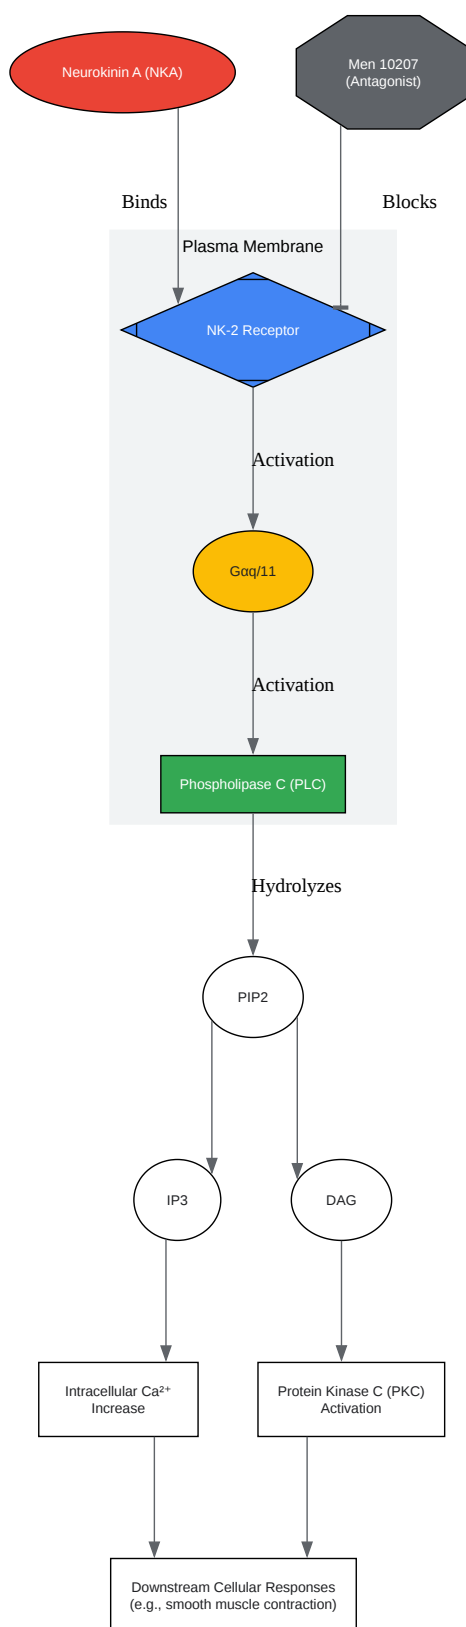 Neurokinin A (NKA)
Men 10207
(Antagonist)
Binds
Blocks
Plasma Membrane
NK-2 Receptor
Activation
Gαq/11
Activation
Phospholipase C (PLC)
Hydrolyzes
PIP2
IP3
DAG
Intracellular Ca²⁺
Increase
Protein Kinase C (PKC)
Activation
Downstream Cellular Responses
(e.g., smooth muscle contraction)